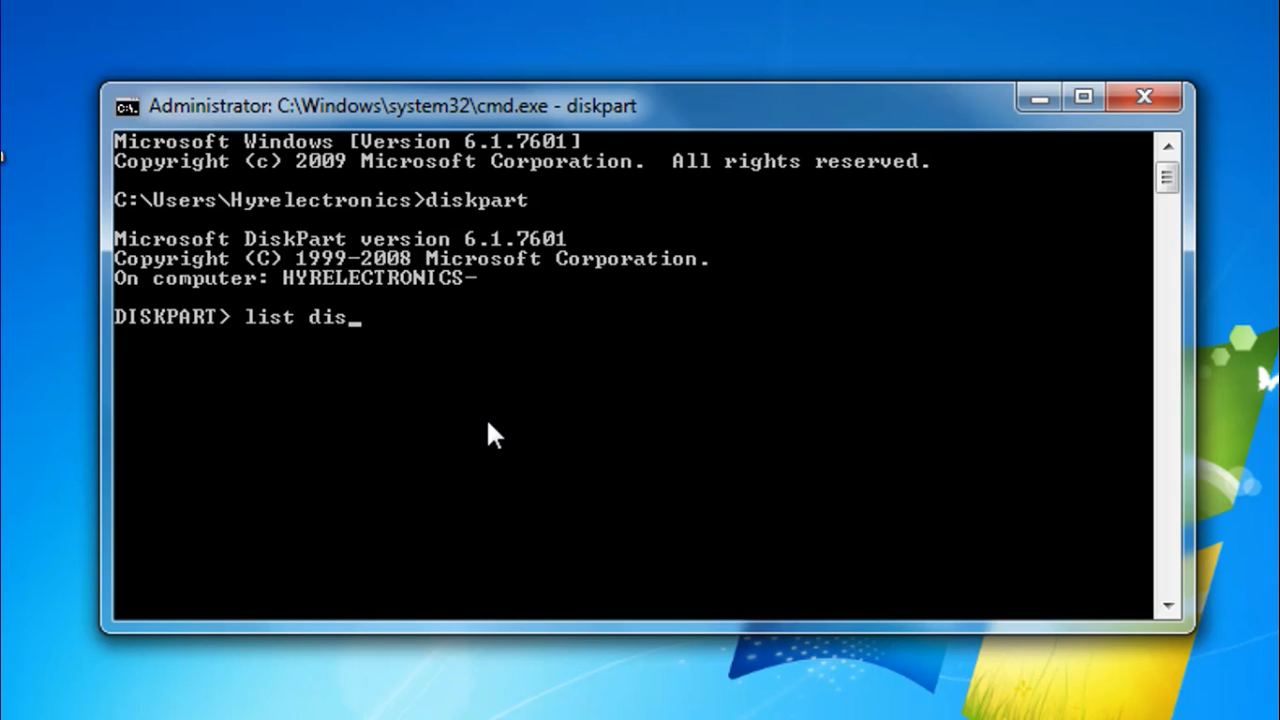 Administrator: C:\Windows\system32\cmd.exe - diskpart
Microsoft Windows [Version 6.1.7601]
Copyright (c) 2009 Microsoft Corporation.  All rights reserved.
C:\Users\Hyrelectronics>diskpart
Microsoft DiskPart version 6.1.7601
Copyright (C) 1999-2008 Microsoft Corporation.
On computer: HYRELECTRONICS-
DISKPART> list dis_